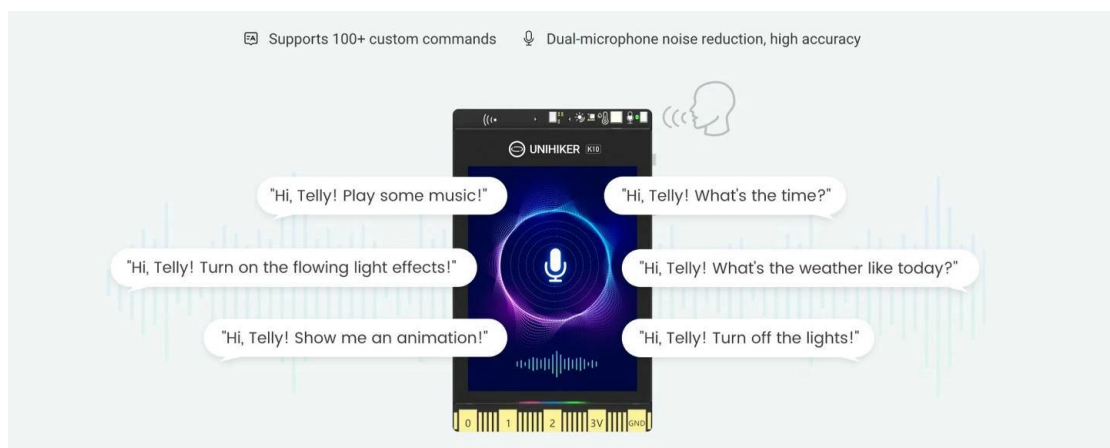 Supports 100+ custom commands
Dual-microphone noise reduction, high accuracy
UNIHIKER K10
"Hi, Telly! Play some music!"
"Hi, Telly! What's the time?"
"Hi, Telly! Turn on the flowing light effects!"
"Hi, Telly! What's the weather like today?"
"Hi, Telly! Show me an animation!"
"Hi, Telly! Turn off the lights!"
0 1 2 3V GND